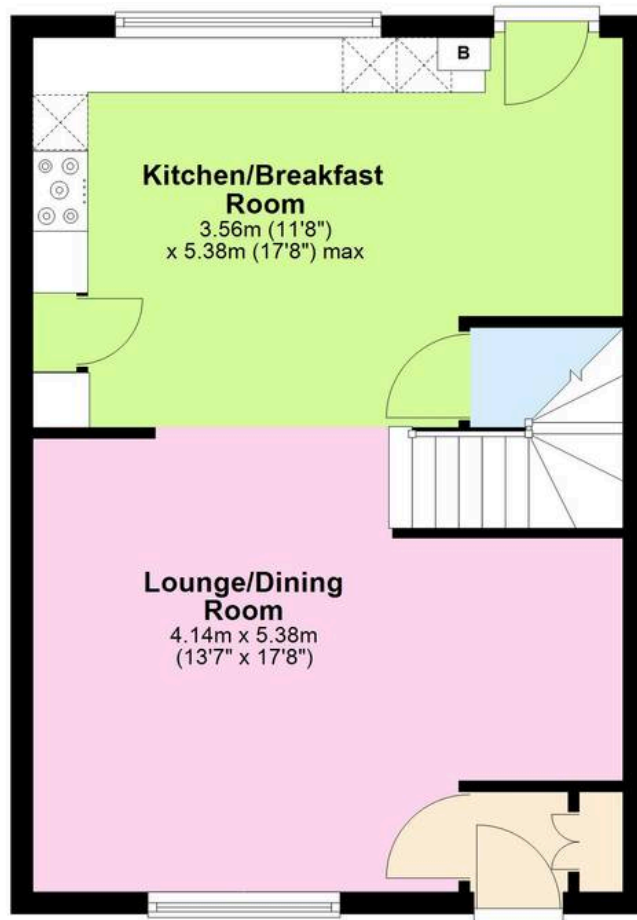 B
Kitchen/Breakfast
Room
3.56m (11'8")
x 5.38m (17'8") max
Lounge/Dining
Room
4.14m x 5.38m
(13'7" x 17'8")